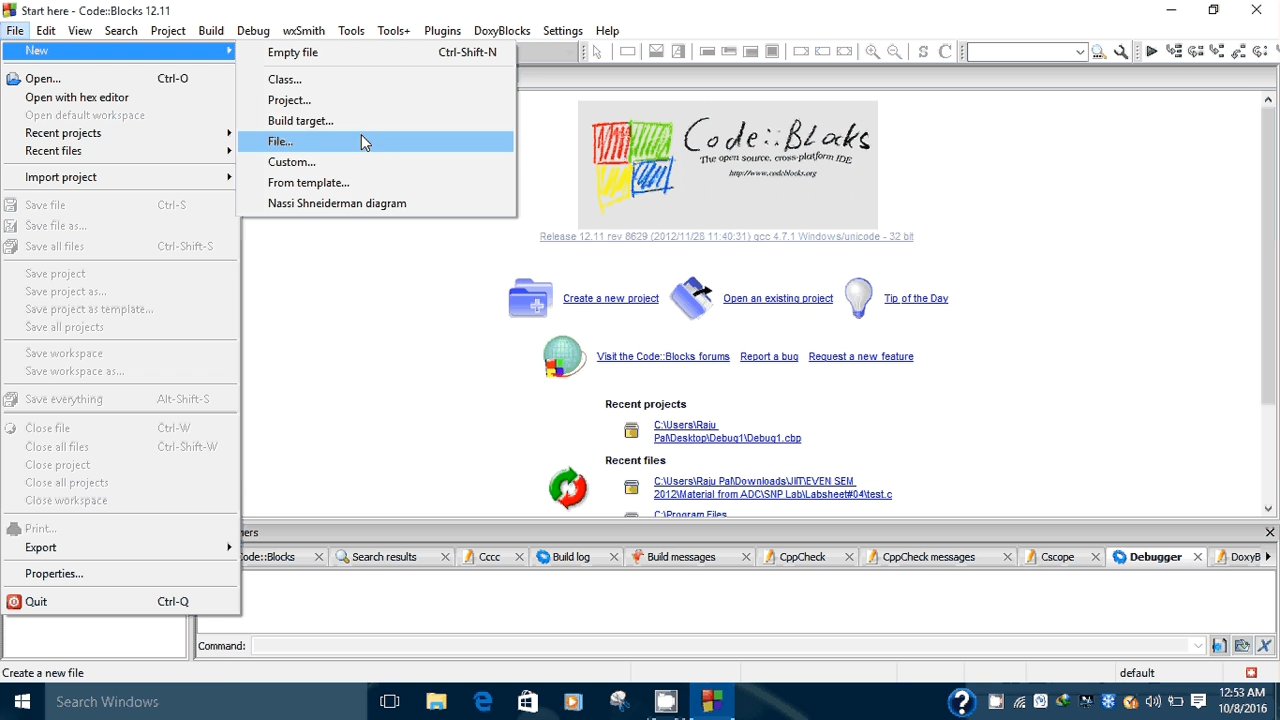 Start here - Code::Blocks 12.11
File Edit View Search Project Build Debug wxSmith Tools Tools+ Plugins DoxyBlocks Settings Help
New
Open... Ctrl-O
Open with hex editor
Open default workspace
Recent projects
Recent files
Import project
Save file Ctrl-S
Save file as...
Save all files Ctrl-Shift-S
Save project
Save project as...
Save project as template...
Save all projects
Save workspace
Save workspace as...
Save everything Alt-Shift-S
Close file Ctrl-W
Close all files Ctrl-Shift-W
Close project
Close all projects
Close workspace
Print...
Export
Properties...
Quit Ctrl-Q
Empty file Ctrl-Shift-N
Class...
Project...
Build target...
File...
Custom...
From template...
Nassi Shneiderman diagram
Code::Blocks
The open source, cross-platform IDE
http://www.codeblocks.org
Release 12.11 rev 8629 (2012/11/28 11:40:31) gcc 4.7.1 Windows/unicode - 32 bit
Create a new project Open an existing project Tip of the Day
Visit the Code::Blocks forums Report a bug Request a new feature
Recent projects
C:\Users\Raju
Pal\Desktop\Debug1\Debug1.cbp
Recent files
C:\Users\Raju Pal\Downloads\JIIT\EVEN SEM
2012\Material from ADC\SNP Lab\Labsheet#04\test.c
C:\Program Files
hers
Code::Blocks Search results Cccc Build log Build messages CppCheck CppCheck messages Cscope Debugger DoxyB
Command:
Create a new file default
Search Windows
12:53 AM
10/8/2016